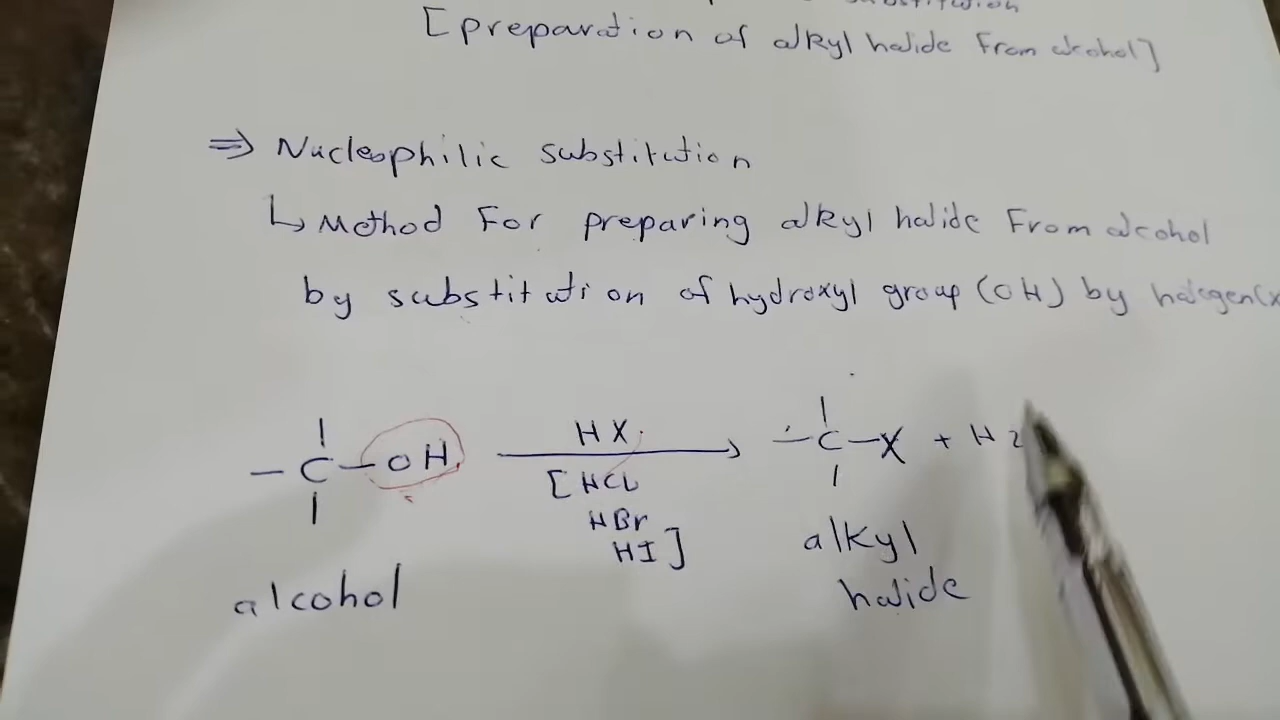 [preparation of alkyl halide From alcohol]
⇒ Nucleophilic substitution
↳ Method For preparing alkyl halide From alcohol
by substitution of hydroxyl group (OH) by halogen(x
— C — OH HX — C — X + H2
[HCl
HBr
HI]
alcohol
alkyl
halide